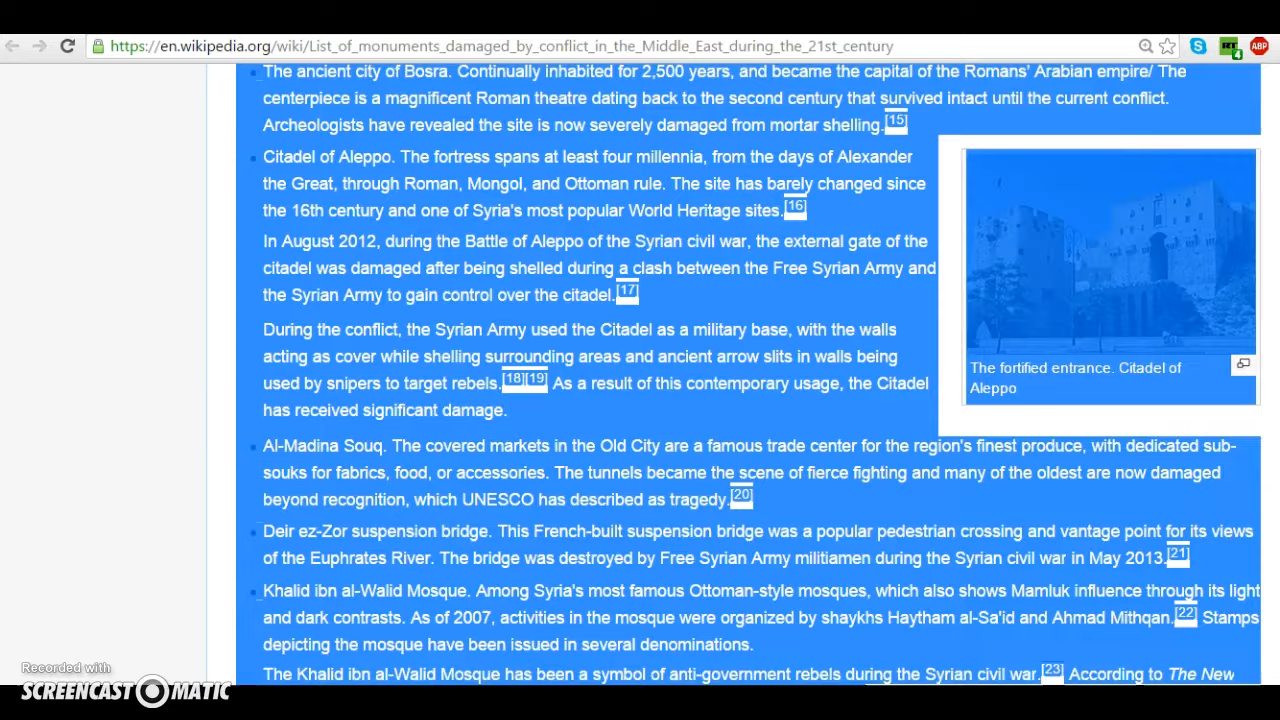 https://en.wikipedia.org/wiki/List_of_monuments_damaged_by_conflict_in_the_Middle_East_during_the_21st_century
RT
4
ABP
The ancient city of Bosra. Continually inhabited for 2,500 years, and became the capital of the Romans' Arabian empire/ The
centerpiece is a magnificent Roman theatre dating back to the second century that survived intact until the current conflict.
Archeologists have revealed the site is now severely damaged from mortar shelling.[15]
Citadel of Aleppo. The fortress spans at least four millennia, from the days of Alexander
the Great, through Roman, Mongol, and Ottoman rule. The site has barely changed since
the 16th century and one of Syria's most popular World Heritage sites.[16]
In August 2012, during the Battle of Aleppo of the Syrian civil war, the external gate of the
citadel was damaged after being shelled during a clash between the Free Syrian Army and
the Syrian Army to gain control over the citadel.[17]
During the conflict, the Syrian Army used the Citadel as a military base, with the walls
acting as cover while shelling surrounding areas and ancient arrow slits in walls being
used by snipers to target rebels.[18][19] As a result of this contemporary usage, the Citadel
has received significant damage.
The fortified entrance. Citadel of
Aleppo
Al-Madina Souq. The covered markets in the Old City are a famous trade center for the region's finest produce, with dedicated sub-
souks for fabrics, food, or accessories. The tunnels became the scene of fierce fighting and many of the oldest are now damaged
beyond recognition, which UNESCO has described as tragedy.[20]
Deir ez-Zor suspension bridge. This French-built suspension bridge was a popular pedestrian crossing and vantage point for its views
of the Euphrates River. The bridge was destroyed by Free Syrian Army militiamen during the Syrian civil war in May 2013.[21]
Khalid ibn al-Walid Mosque. Among Syria's most famous Ottoman-style mosques, which also shows Mamluk influence through its light
and dark contrasts. As of 2007, activities in the mosque were organized by shaykhs Haytham al-Sa'id and Ahmad Mithqan.[22] Stamps
depicting the mosque have been issued in several denominations.
The Khalid ibn al-Walid Mosque has been a symbol of anti-government rebels during the Syrian civil war.[23] According to The New
Recorded with
SCREENCAST MATIC